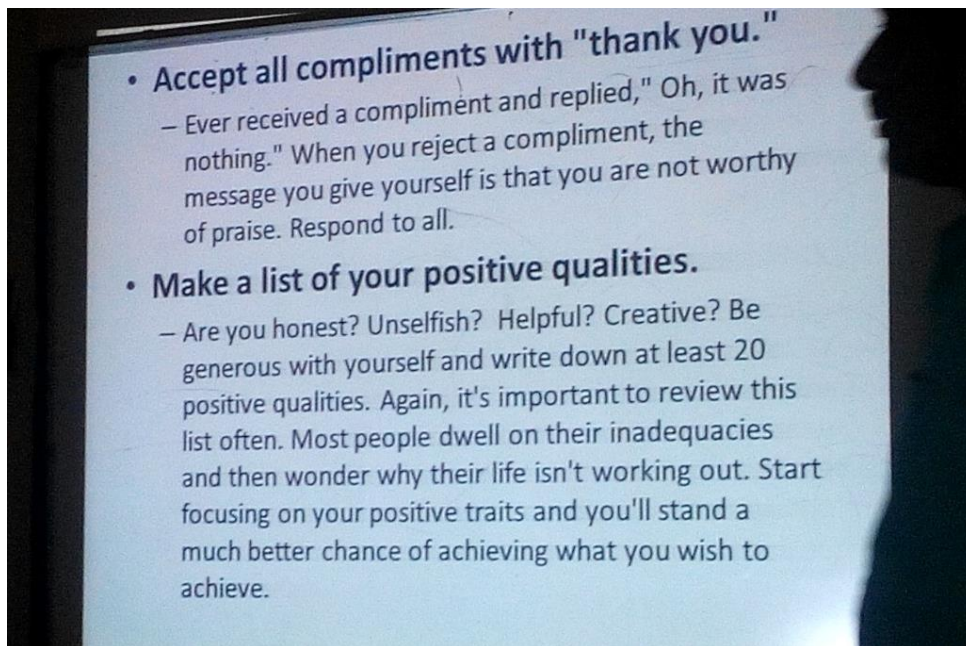 • Accept all compliments with "thank you."
– Ever received a compliment and replied," Oh, it was
nothing." When you reject a compliment, the
message you give yourself is that you are not worthy
of praise. Respond to all.
• Make a list of your positive qualities.
– Are you honest? Unselfish?  Helpful? Creative? Be
generous with yourself and write down at least 20
positive qualities. Again, it's important to review this
list often. Most people dwell on their inadequacies
and then wonder why their life isn't working out. Start
focusing on your positive traits and you'll stand a
much better chance of achieving what you wish to
achieve.